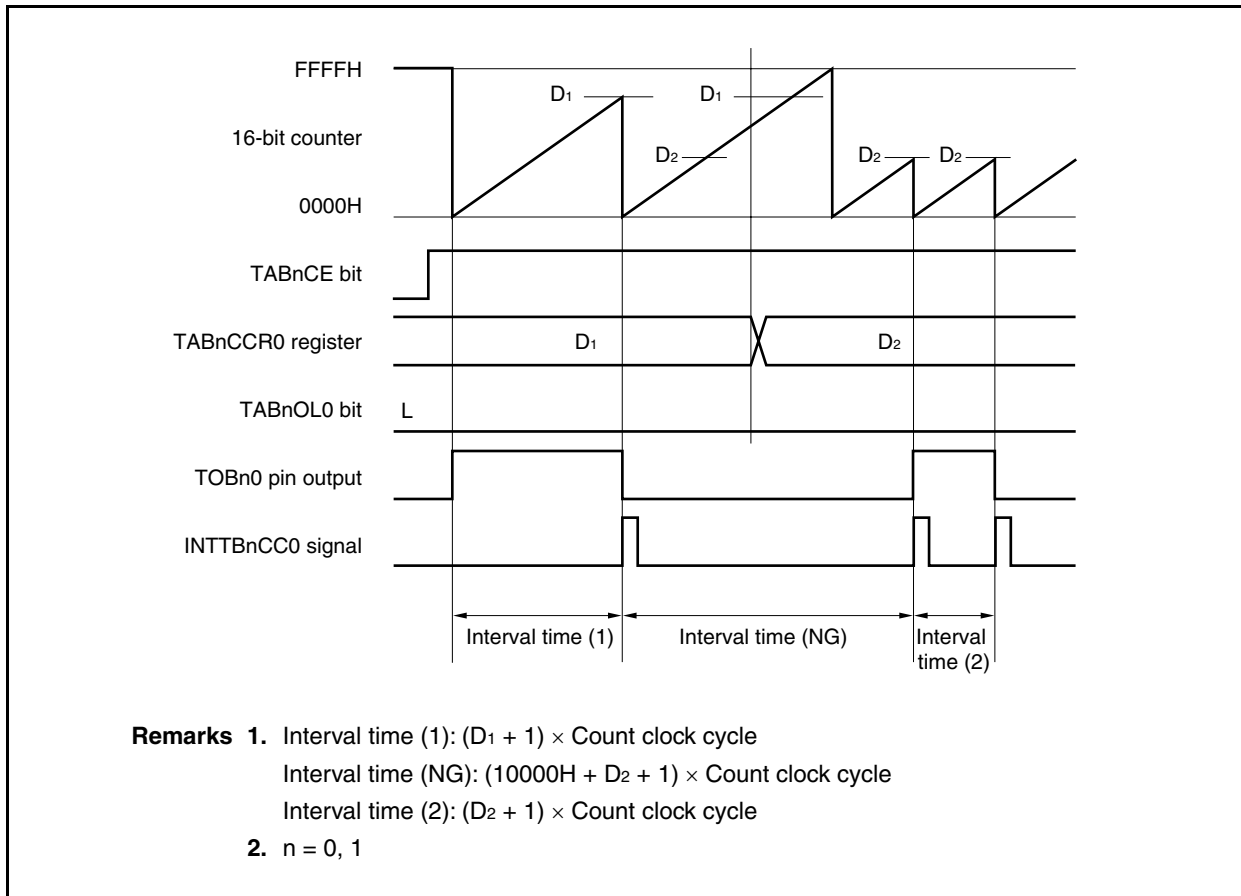 FFFFH
D1
D1
16-bit counter
D2
D2
D2
0000H
TABnCE bit
TABnCCR0 register
D1
D2
TABnOL0 bit
L
TOBn0 pin output
INTTBnCC0 signal
Interval time (1)
Interval time (NG)
Interval
time (2)
Remarks 1. Interval time (1): (D1 + 1) × Count clock cycle
Interval time (NG): (10000H + D2 + 1) × Count clock cycle
Interval time (2): (D2 + 1) × Count clock cycle
2. n = 0, 1